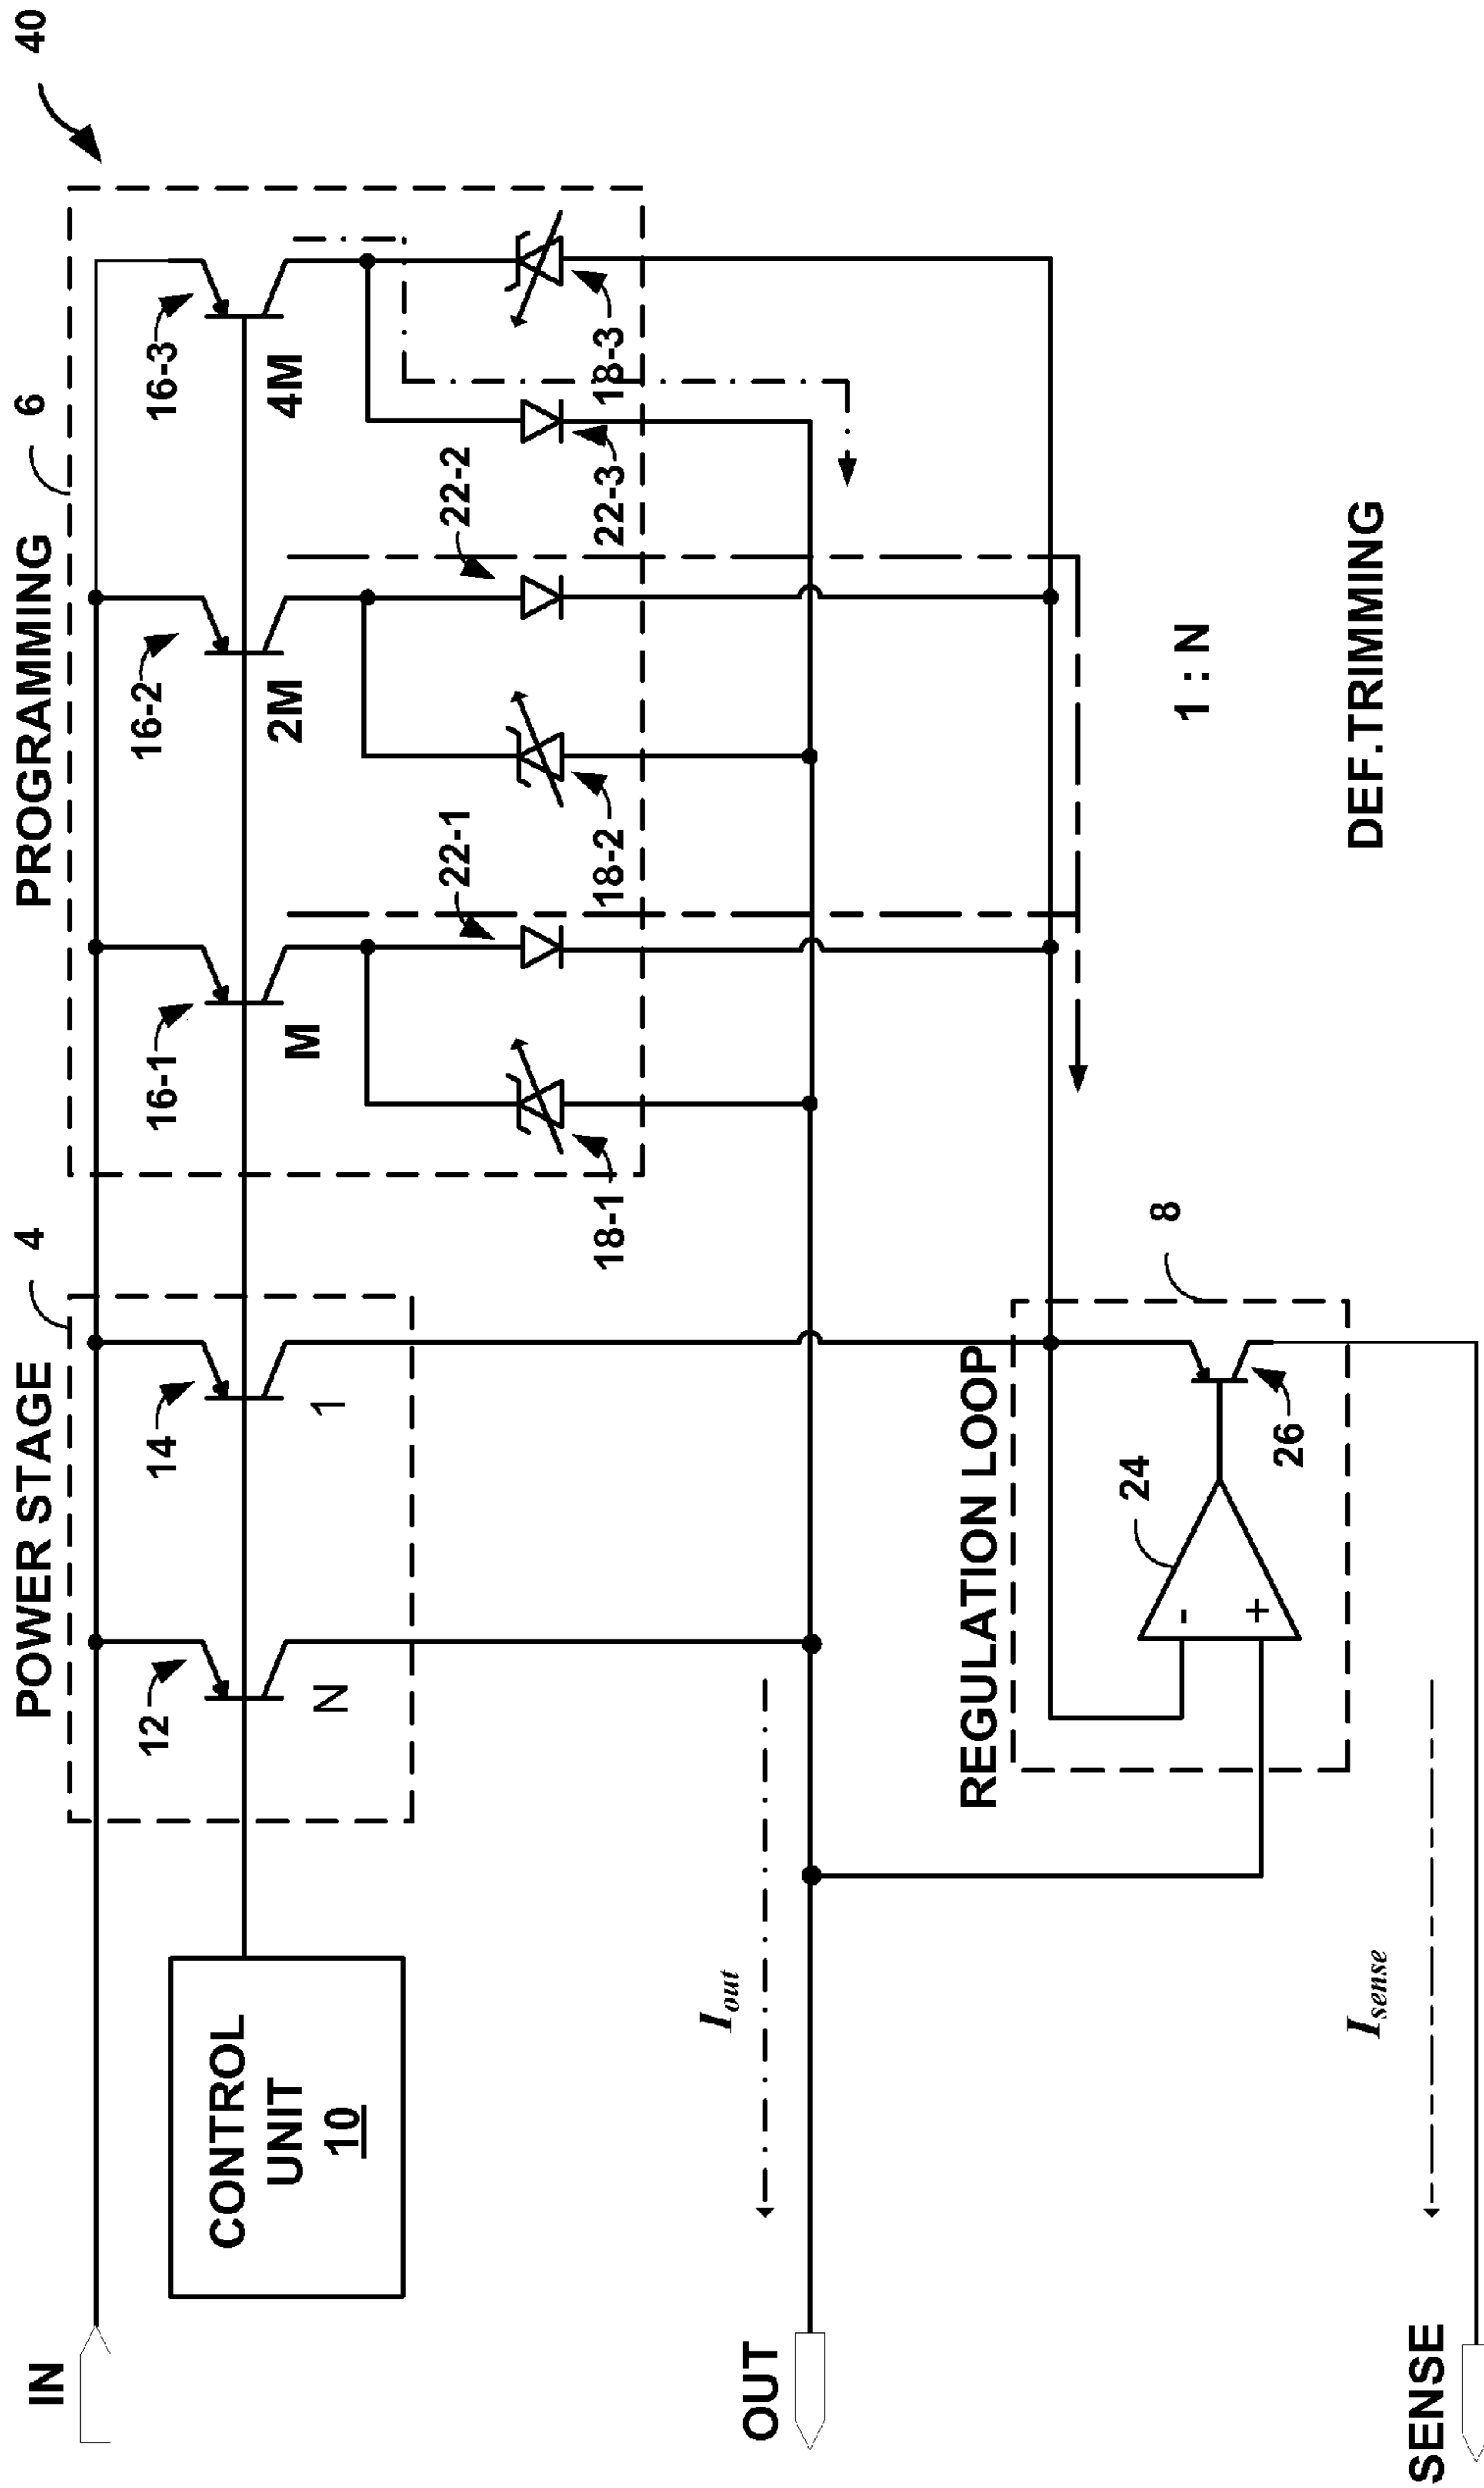 40
POWER STAGE
4
PROGRAMMING
6
IN
12
14
16-1
16-2
16-3
CONTROL
UNIT
10
N
1
M
2M
4M
22-1
22-2
18-1
18-2
22-3
18-3
Iout
OUT
REGULATION LOOP
8
24
-
+
26
1 : N
Isense
DEF.TRIMMING
SENSE